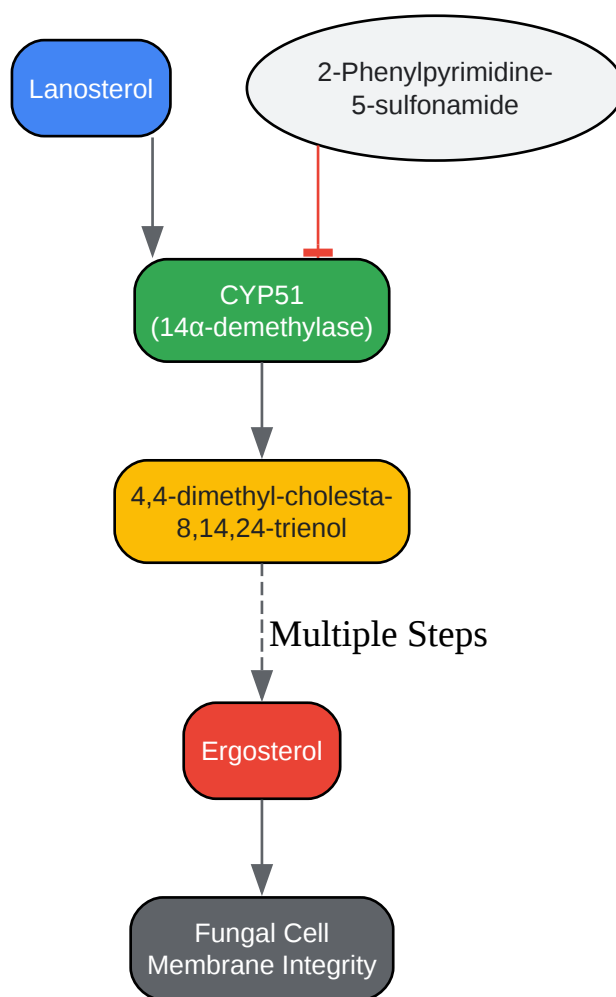 Lanosterol
2-Phenylpyrimidine-
5-sulfonamide
CYP51
(14α-demethylase)
4,4-dimethyl-cholesta-
8,14,24-trienol
Multiple Steps
Ergosterol
Fungal Cell
Membrane Integrity